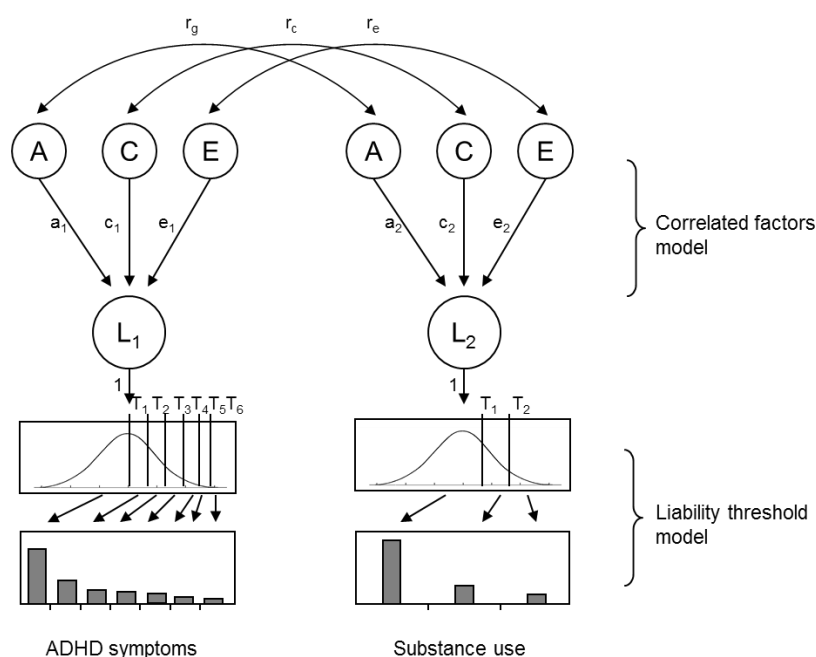 r_g r_c r_e
A C E A C E
a_1 c_1 e_1 a_2 c_2 e_2
Correlated factors
model
L_1 L_2
1 1
T_1 T_2 T_3 T_4 T_5 T_6 T_1 T_2
Liability threshold
model
ADHD symptoms Substance use